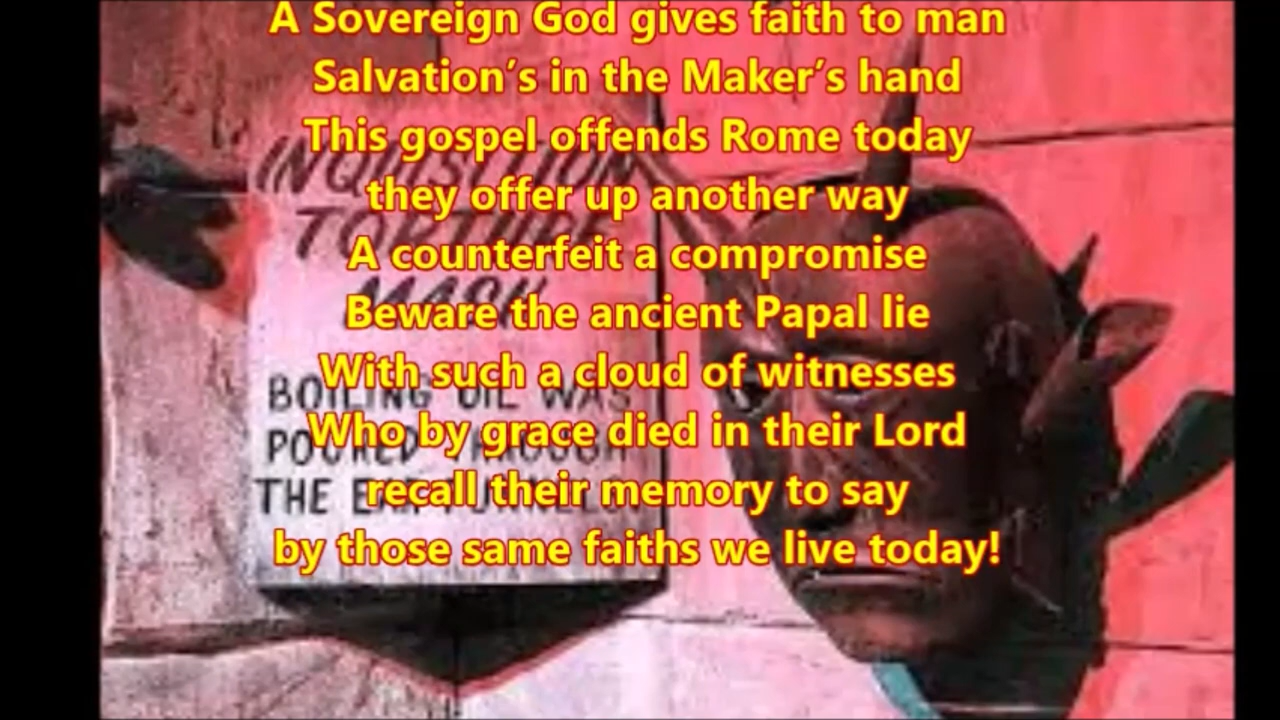 A Sovereign God gives faith to man
Salvation’s in the Maker’s hand
This gospel offends Rome today
they offer up another way
A counterfeit a compromise
Beware the ancient Papal lie
With such a cloud of witnesses
Who by grace died in their Lord
recall their memory to say
by those same faiths we live today!
INQUISITION
TORTURE
MASK
BOILING OIL WAS
POURED THROUGH
THE EAR FUNNELS